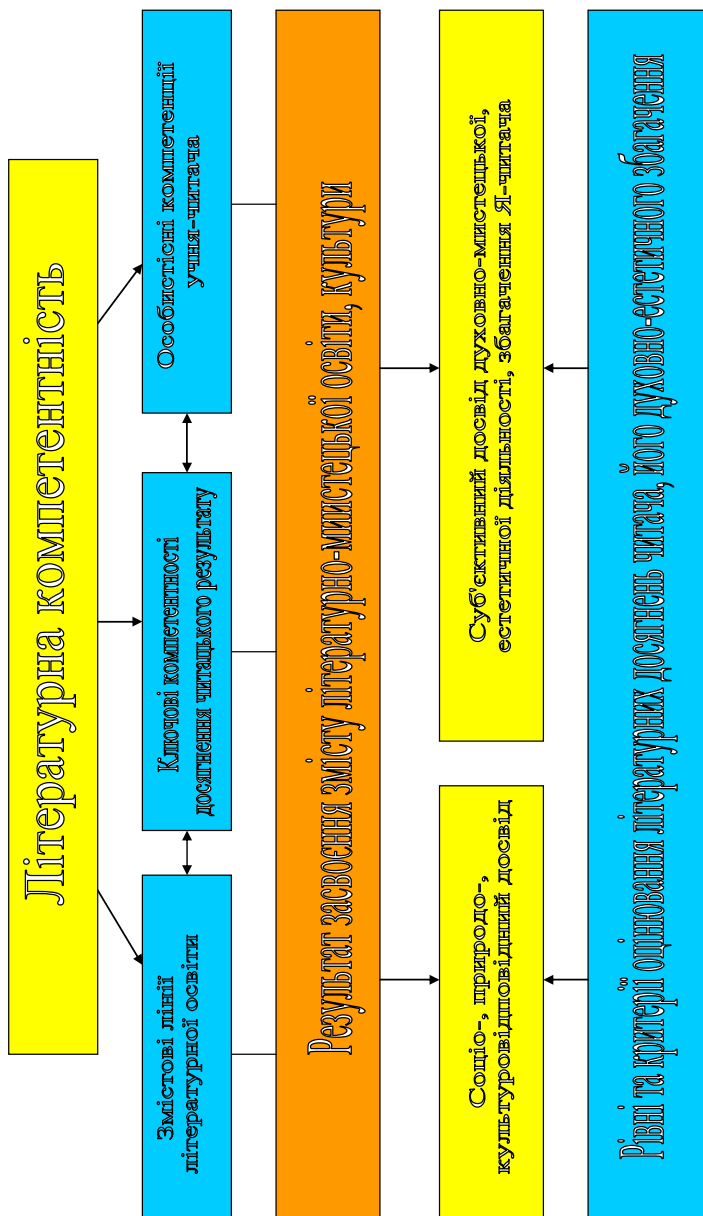 Літературна компетентність
Змістові лінії
літературної освіти
Ключові компетентності
досягнення читацького результату
Особистісні компетенції
учня-читача
Результат засвоєння змісту літературно-миистецької освіти, культури
Соціо-, природо-,
культуровідповідний досвід
Суб'єктивний досвід духовно-мистецької,
естетичної діяльності, збагачення Я-читача
Рівні та критерії оцінювання літературних досягнень читача, його духовно-естетичного збагачення